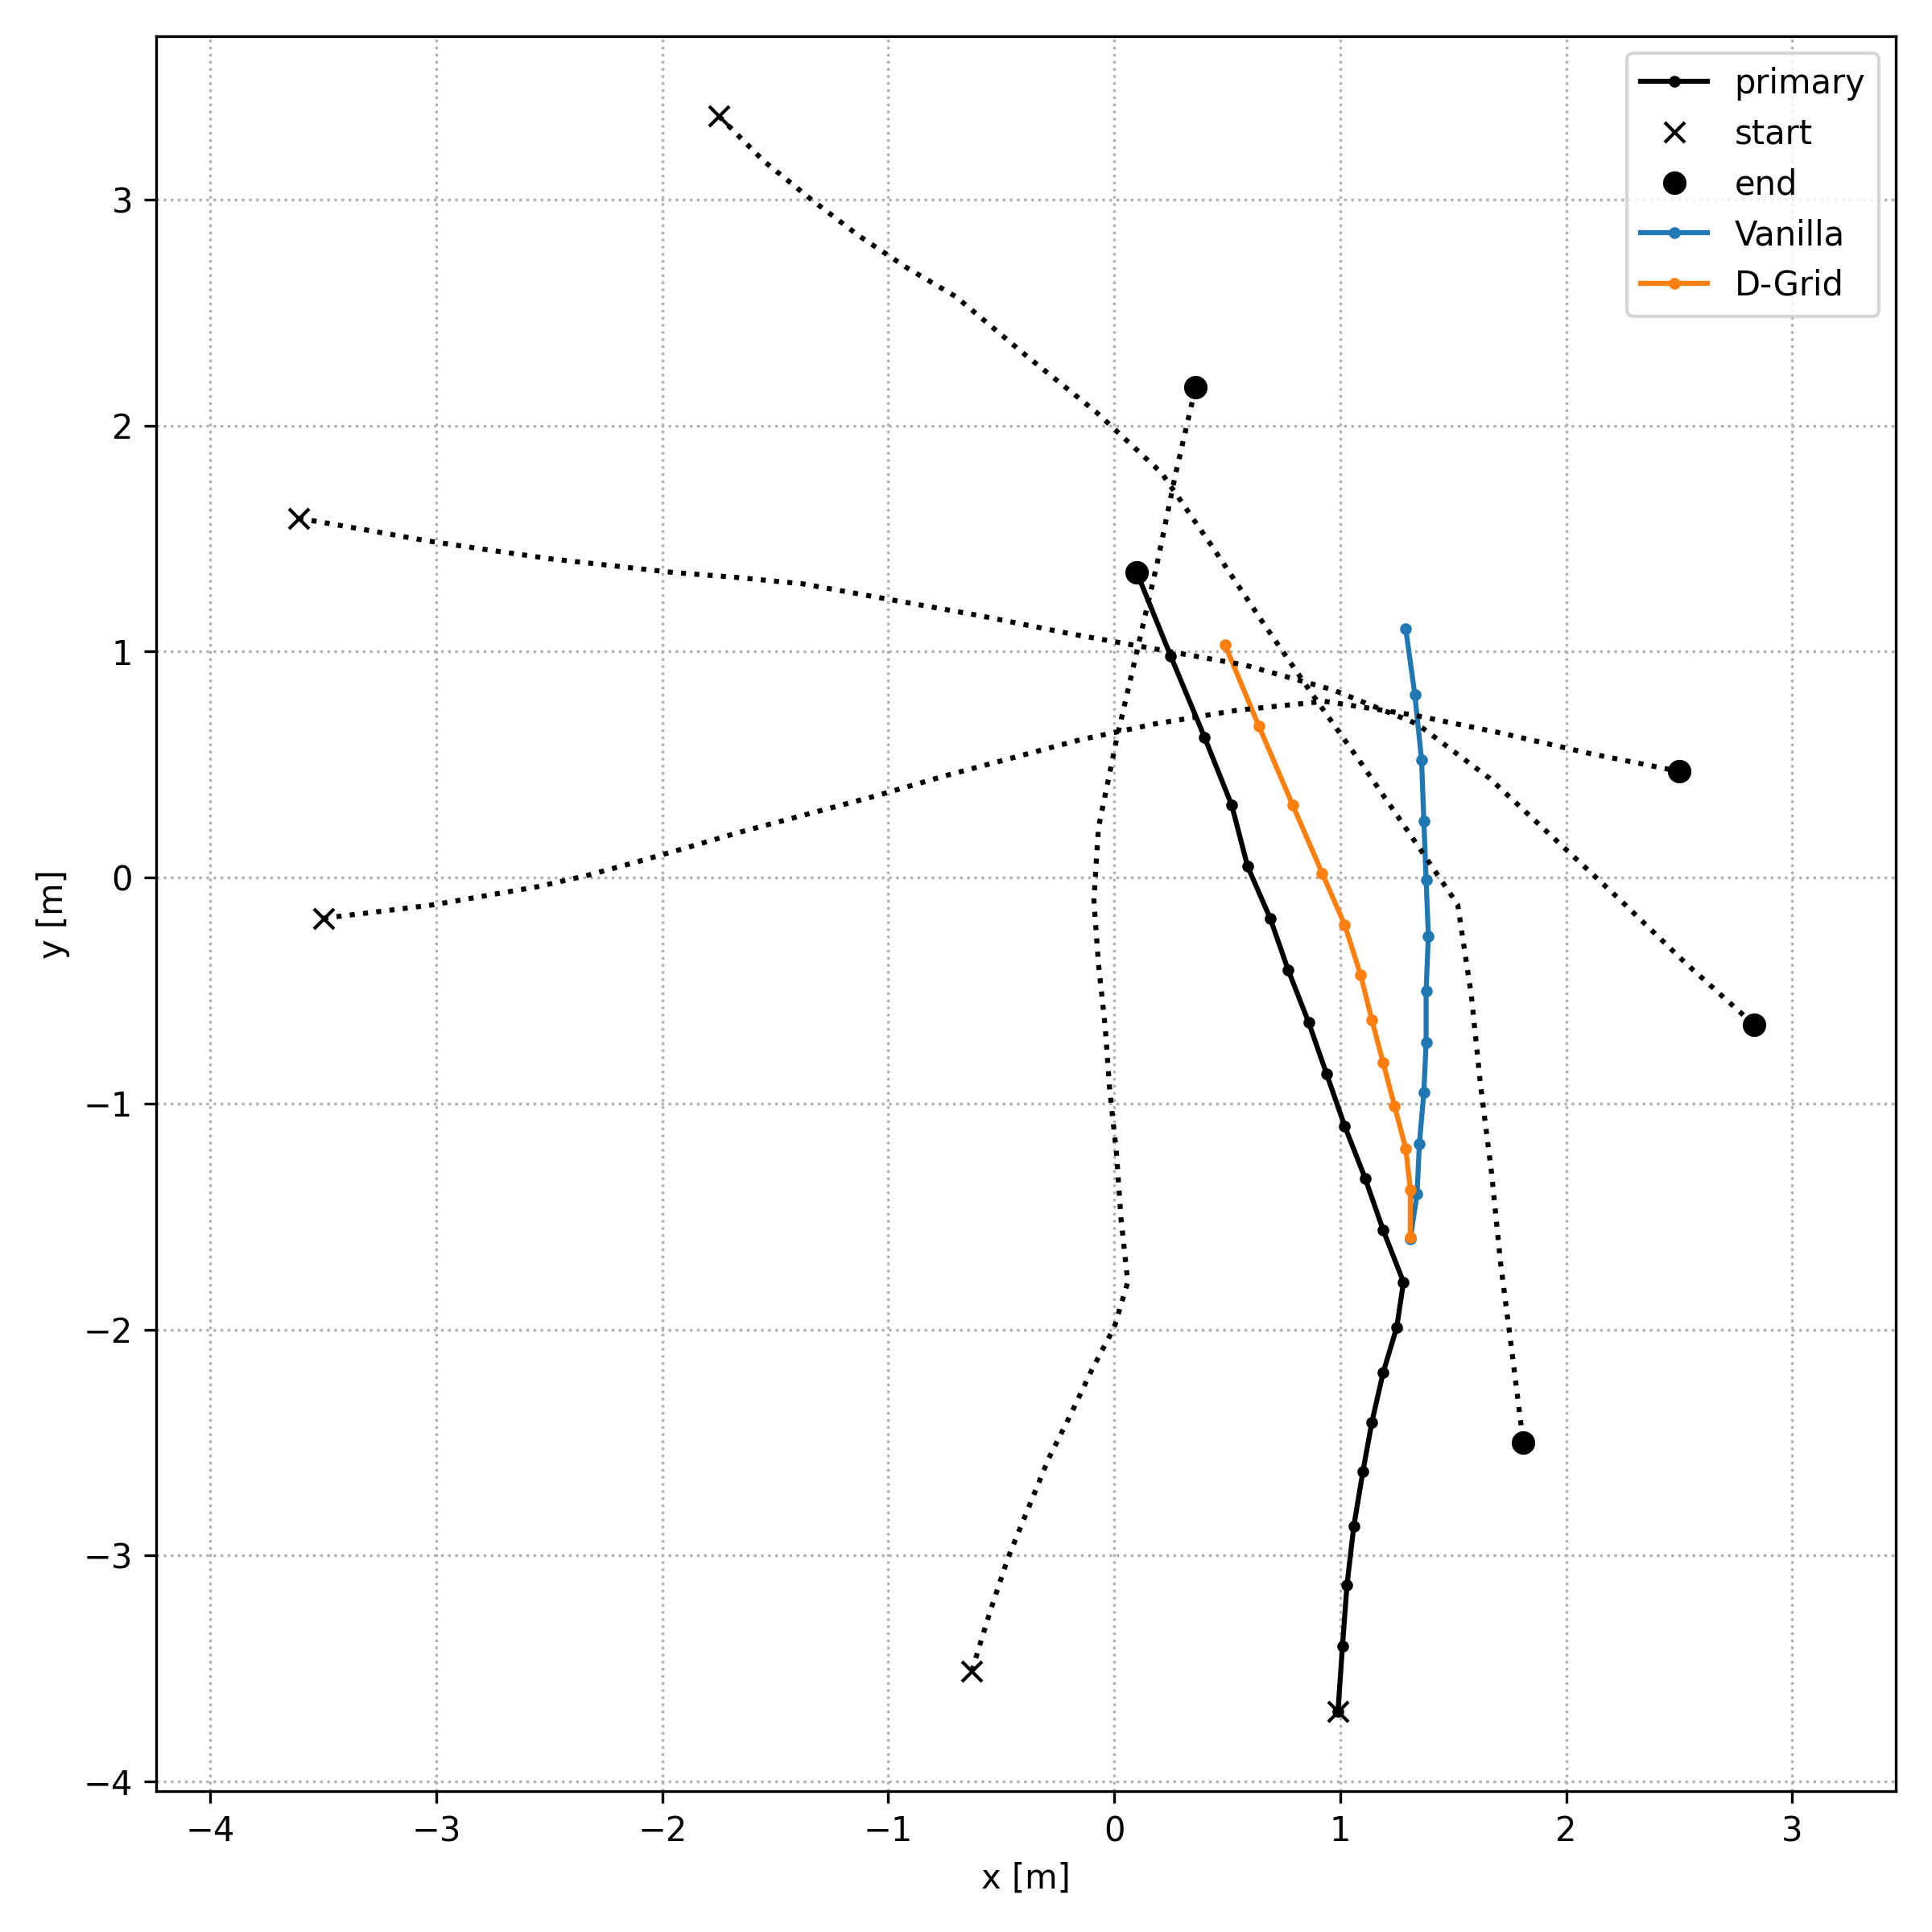 primary
start
end
Vanilla
D-Grid
3
2
1
0
−1
−2
−3
−4
y [m]
−4 −3 −2 −1 0 1 2 3
x [m]